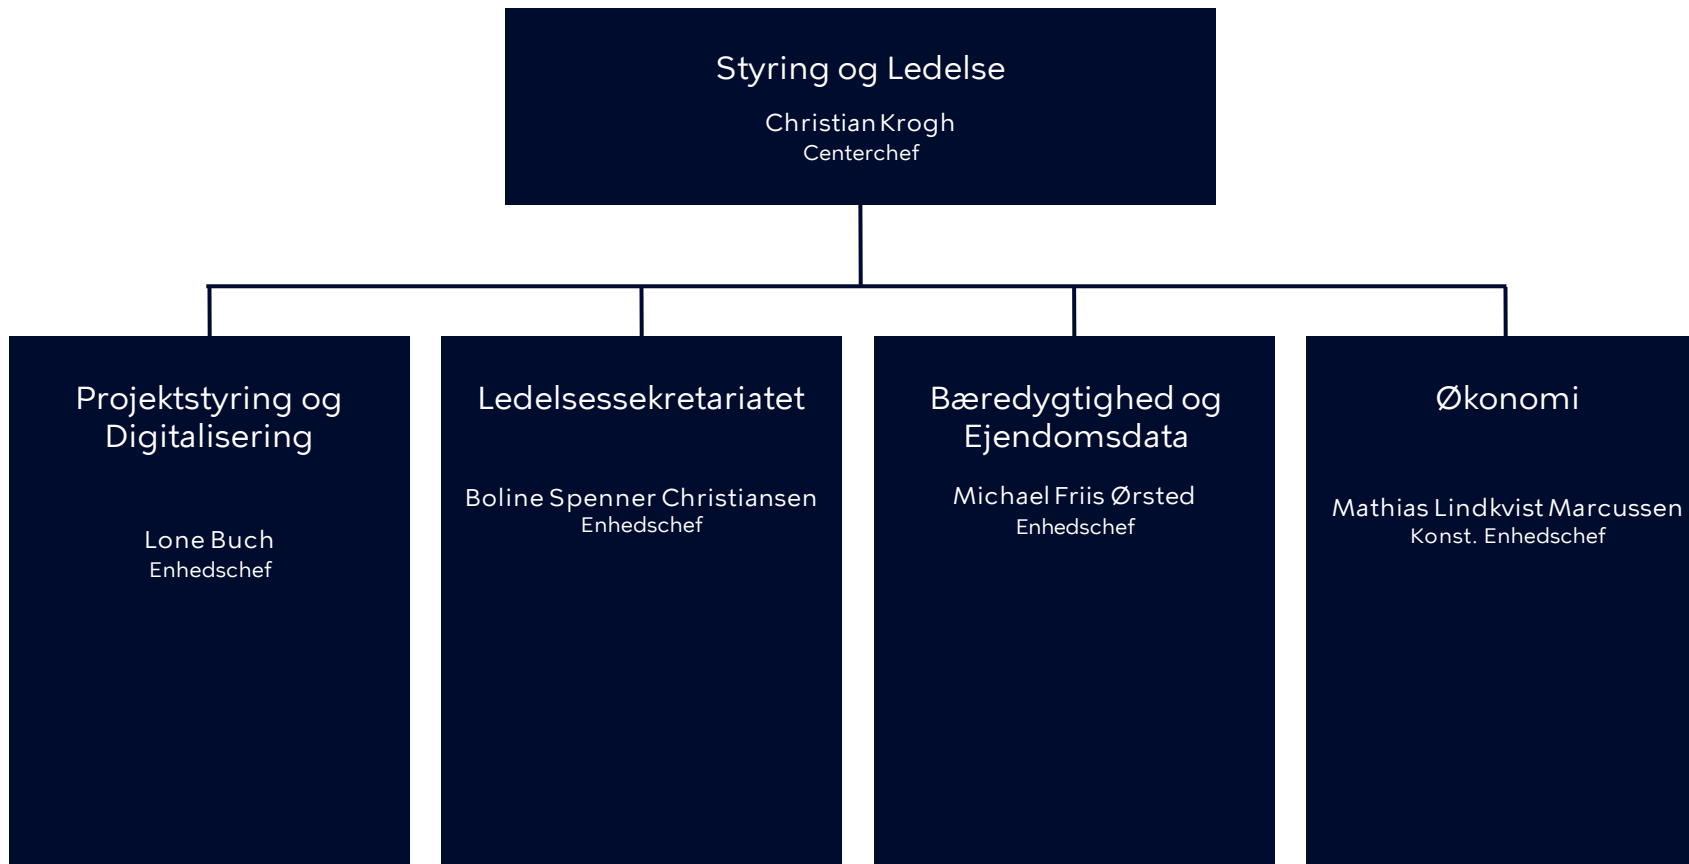 Styring og Ledelse
Christian Krogh
Centerchef
Projektstyring og
Digitalisering
Lone Buch
Enhedschef
Ledelsessekretariatet
Boline Spenner Christiansen
Enhedschef
Bæredygtighed og
Ejendomsdata
Michael Friis Ørsted
Enhedschef
Økonomi
Mathias Lindkvist Marcussen
Konst. Enhedschef